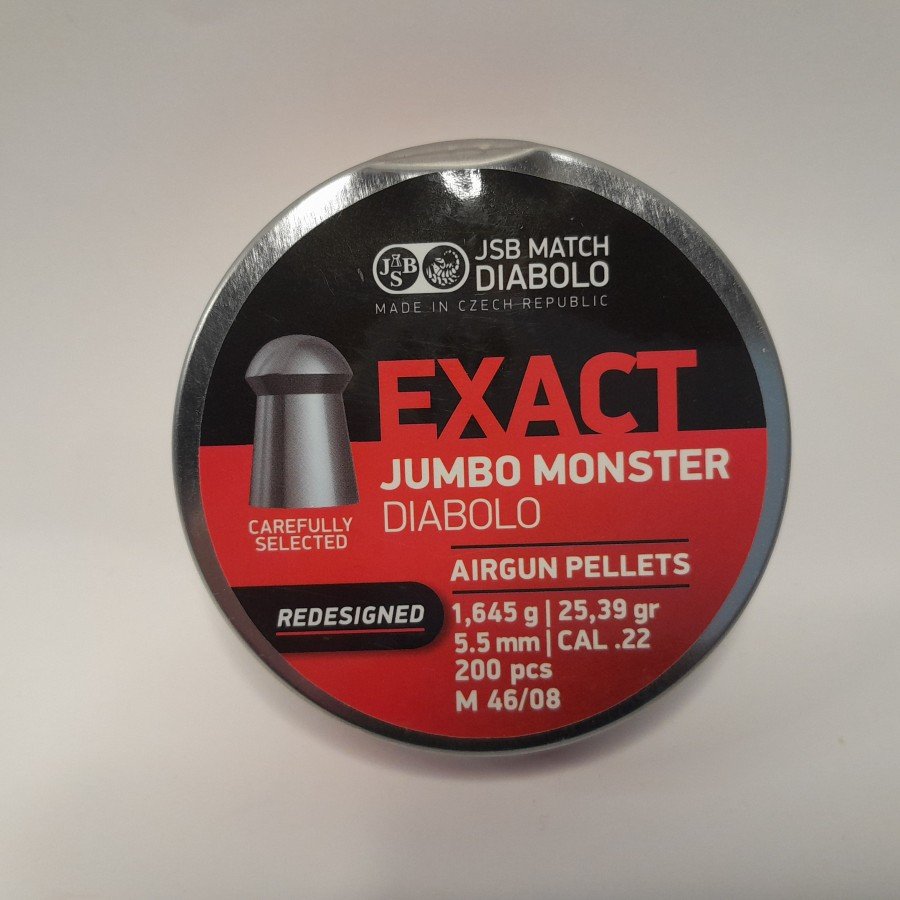 JSB
JSB MATCH
DIABOLO
MADE IN CZECH REPUBLIC
EXACT
JUMBO MONSTER
DIABOLO
CAREFULLY
SELECTED
AIRGUN PELLETS
REDESIGNED
1,645 g | 25,39 gr
5.5 mm | CAL .22
200 pcs
M 46/08